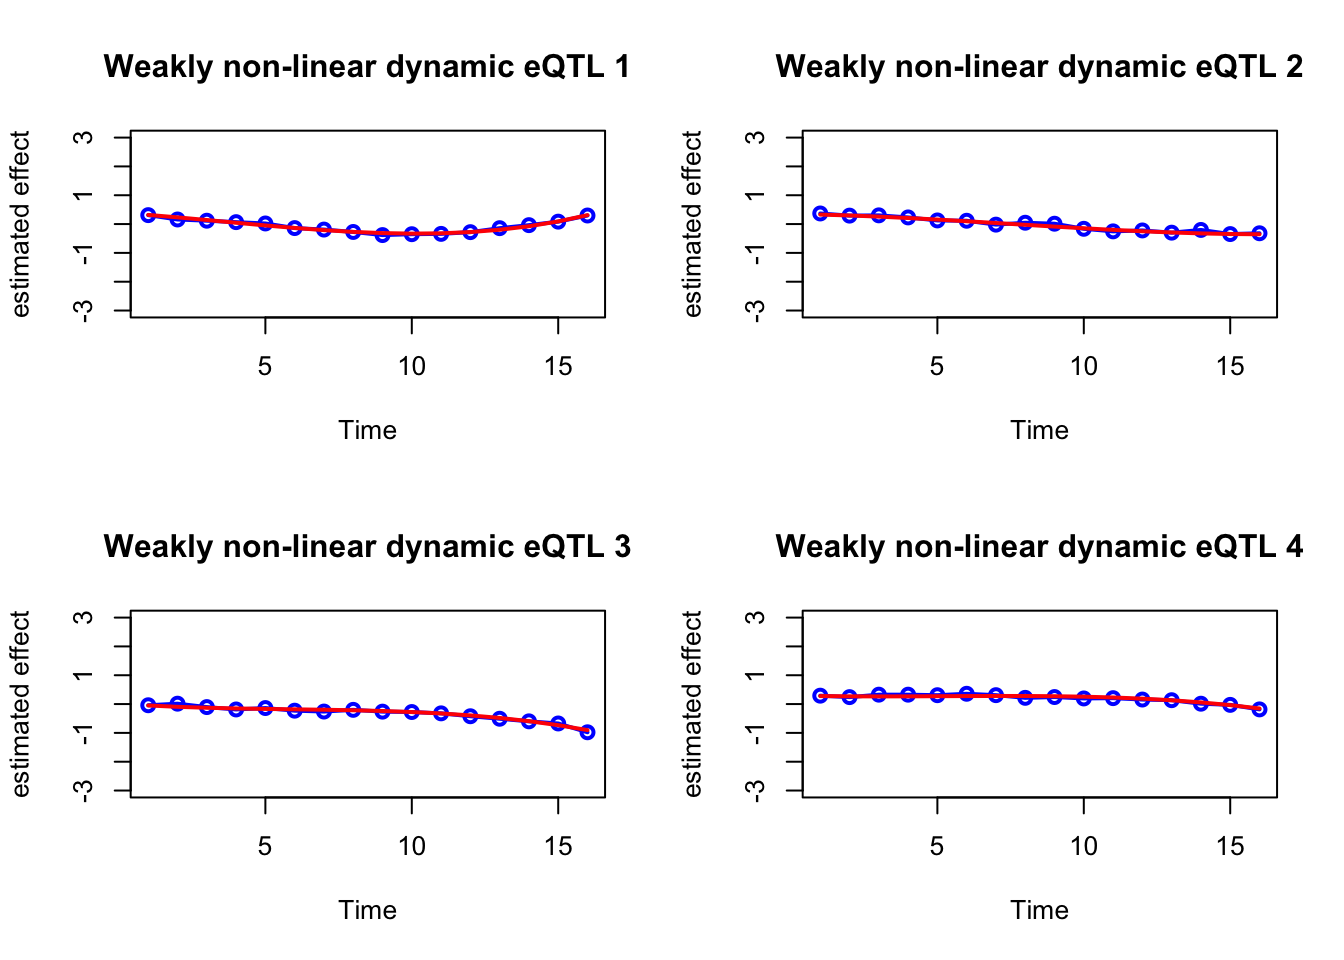 Weakly non-linear dynamic eQTL 1
estimated effect
3
1
-1
-3
5 10 15
Time
Weakly non-linear dynamic eQTL 2
estimated effect
3
1
-1
-3
5 10 15
Time
Weakly non-linear dynamic eQTL 3
estimated effect
3
1
-1
-3
5 10 15
Time
Weakly non-linear dynamic eQTL 4
estimated effect
3
1
-1
-3
5 10 15
Time